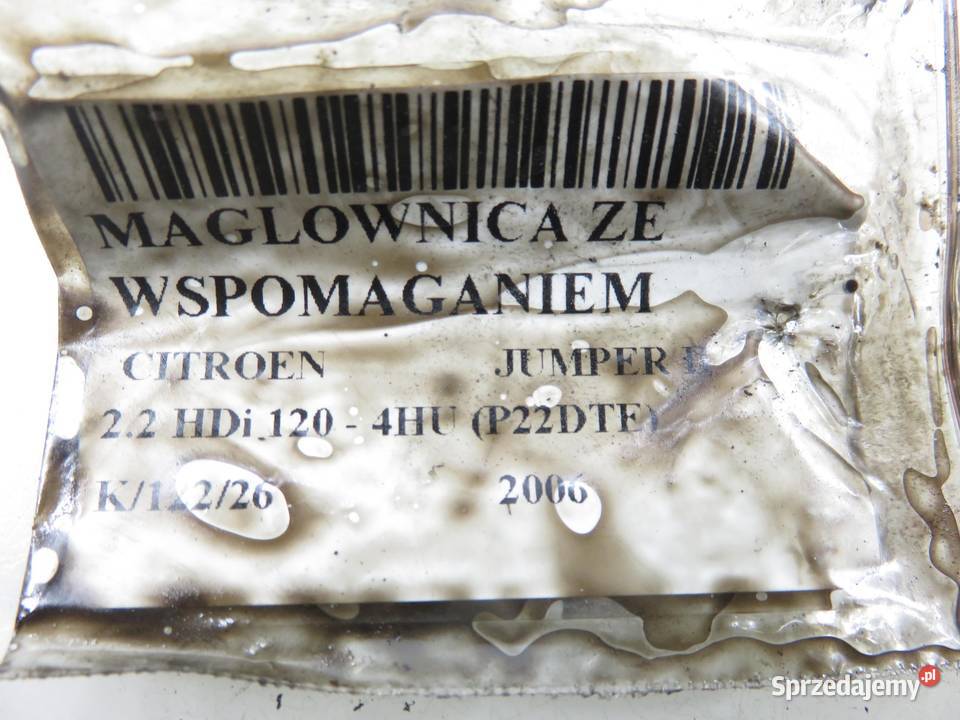 MAGLOWNICA ZE
WSPOMAGANIEM
CITROEN JUMPER
2.2 HDi 120 - 4HU (P22DTE)
K/122/26 2006
Sprzedajemy.pl